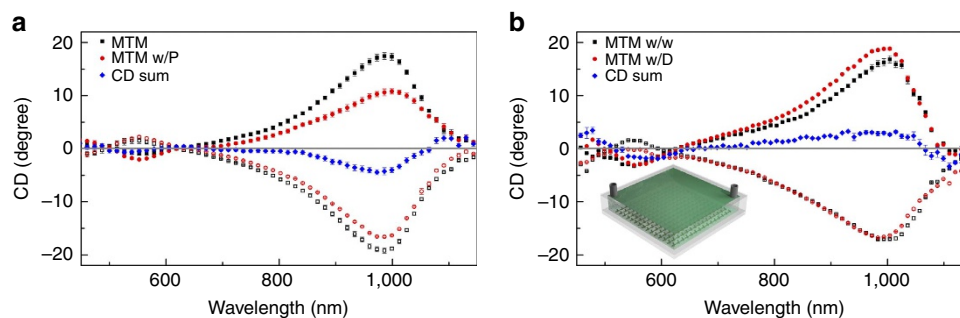 a
MTM
MTM w/P
CD sum
CD (degree)
20
10
0
−10
−20
600
800
1,000
Wavelength (nm)
b
MTM w/w
MTM w/D
CD sum
CD (degree)
20
10
0
−10
−20
600
800
1,000
Wavelength (nm)